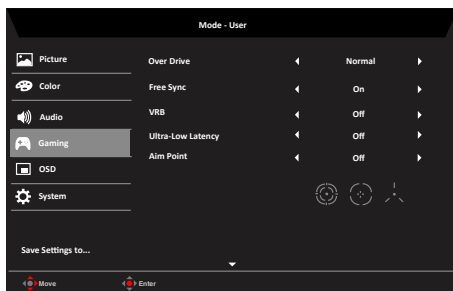 Mode - User
Picture
Color
Audio
Gaming
OSD
System
Over Drive Normal
Free Sync On
VRB Off
Ultra-Low Latency Off
Aim Point Off
Save Settings to...
Move Enter